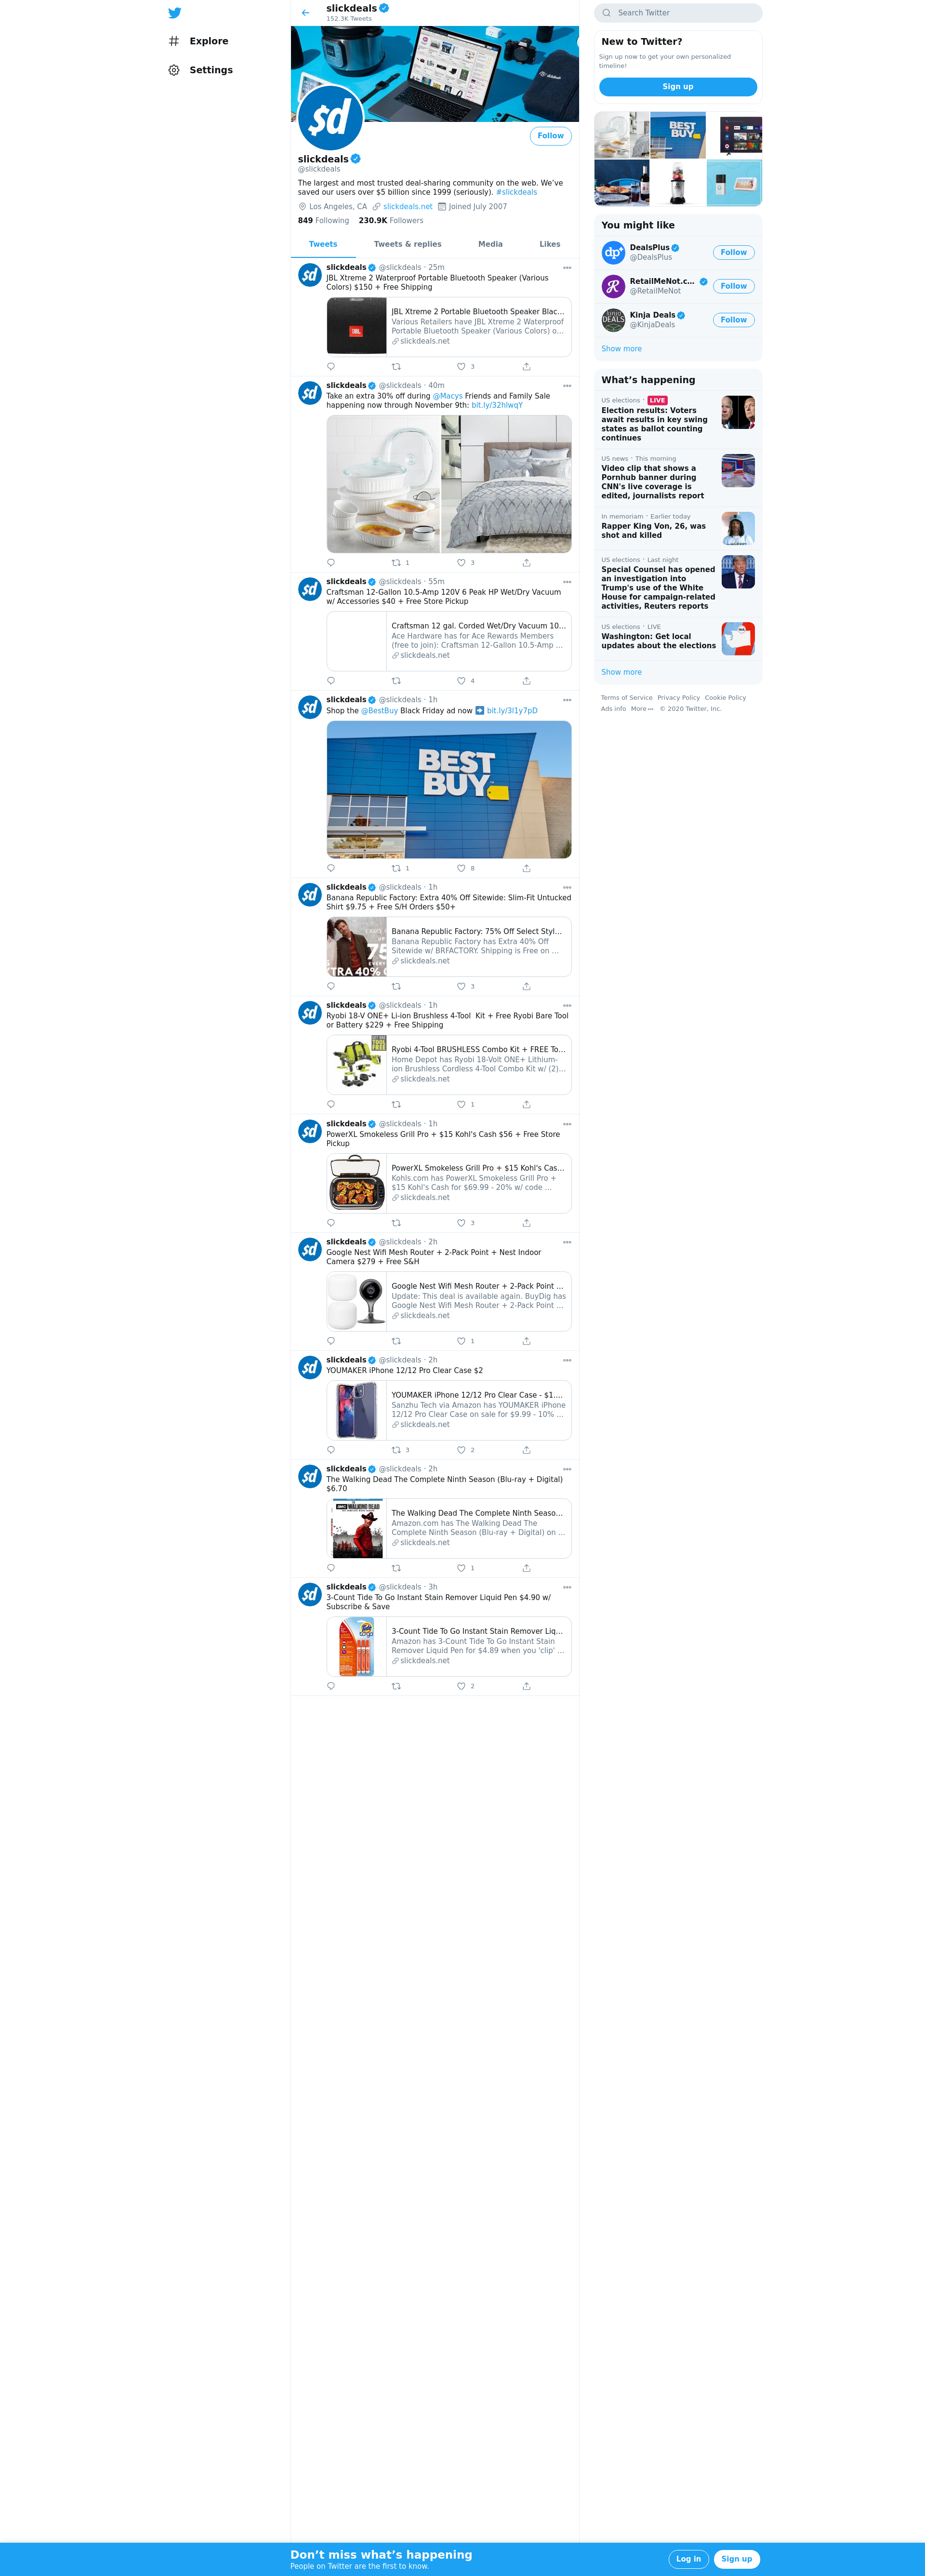 Explore
Settings
slickdeals
152.3K Tweets
$d
Follow
slickdeals
@slickdeals
The largest and most trusted deal-sharing community on the web. We've
saved our users over $5 billion since 1999 (seriously). #slickdeals
Los Angeles, CA slickdeals.net Joined July 2007
849 Following 230.9K Followers
Tweets Tweets & replies Media Likes
slickdeals @slickdeals · 25m
JBL Xtreme 2 Waterproof Portable Bluetooth Speaker (Various
Colors) $150 + Free Shipping
JBL
JBL Xtreme 2 Portable Bluetooth Speaker Blac...
Various Retailers have JBL Xtreme 2 Waterproof
Portable Bluetooth Speaker (Various Colors) o...
slickdeals.net
3
slickdeals @slickdeals · 40m
Take an extra 30% off during @Macys Friends and Family Sale
happening now through November 9th: bit.ly/32hlwqY
1 3
slickdeals @slickdeals · 55m
Craftsman 12-Gallon 10.5-Amp 120V 6 Peak HP Wet/Dry Vacuum
w/ Accessories $40 + Free Store Pickup
Craftsman 12 gal. Corded Wet/Dry Vacuum 10...
Ace Hardware has for Ace Rewards Members
(free to join): Craftsman 12-Gallon 10.5-Amp ...
slickdeals.net
4
slickdeals @slickdeals · 1h
Shop the @BestBuy Black Friday ad now ➡ bit.ly/3l1y7pD
BEST
BUY
1 8
slickdeals @slickdeals · 1h
Banana Republic Factory: Extra 40% Off Sitewide: Slim-Fit Untucked
Shirt $9.75 + Free S/H Orders $50+
Banana Republic Factory: 75% Off Select Styl...
Banana Republic Factory has Extra 40% Off
Sitewide w/ BRFACTORY. Shipping is Free on ...
slickdeals.net
3
slickdeals @slickdeals · 1h
Ryobi 18-V ONE+ Li-ion Brushless 4-Tool Kit + Free Ryobi Bare Tool
or Battery $229 + Free Shipping
Ryobi 4-Tool BRUSHLESS Combo Kit + FREE To...
Home Depot has Ryobi 18-Volt ONE+ Lithium-
ion Brushless Cordless 4-Tool Combo Kit w/ (2)...
slickdeals.net
1
slickdeals @slickdeals · 1h
PowerXL Smokeless Grill Pro + $15 Kohl's Cash $56 + Free Store
Pickup
PowerXL Smokeless Grill Pro + $15 Kohl's Cas...
Kohls.com has PowerXL Smokeless Grill Pro +
$15 Kohl's Cash for $69.99 - 20% w/ code ...
slickdeals.net
3
slickdeals @slickdeals · 2h
Google Nest Wifi Mesh Router + 2-Pack Point + Nest Indoor
Camera $279 + Free S&H
Google Nest Wifi Mesh Router + 2-Pack Point ...
Update: This deal is available again. BuyDig has
Google Nest Wifi Mesh Router + 2-Pack Point ...
slickdeals.net
1
slickdeals @slickdeals · 2h
YOUMAKER iPhone 12/12 Pro Clear Case $2
YOUMAKER iPhone 12/12 Pro Clear Case - $1....
Sanzhu Tech via Amazon has YOUMAKER iPhone
12/12 Pro Clear Case on sale for $9.99 - 10% ...
slickdeals.net
3 2
slickdeals @slickdeals · 2h
The Walking Dead The Complete Ninth Season (Blu-ray + Digital)
$6.70
The Walking Dead The Complete Ninth Seaso...
Amazon.com has The Walking Dead The
Complete Ninth Season (Blu-ray + Digital) on ...
slickdeals.net
1
slickdeals @slickdeals · 3h
3-Count Tide To Go Instant Stain Remover Liquid Pen $4.90 w/
Subscribe & Save
3-Count Tide To Go Instant Stain Remover Liq...
Amazon has 3-Count Tide To Go Instant Stain
Remover Liquid Pen for $4.89 when you 'clip' ...
slickdeals.net
2
Search Twitter
New to Twitter?
Sign up now to get your own personalized
timeline!
Sign up
BEST
BUY
You might like
dp
DealsPlus
@DealsPlus
Follow
RetailMeNot.c...
@RetailMeNot
Follow
kinja
DEALS
Kinja Deals
@KinjaDeals
Follow
Show more
What's happening
US elections · LIVE
Election results: Voters
await results in key swing
states as ballot counting
continues
US news · This morning
Video clip that shows a
Pornhub banner during
CNN's live coverage is
edited, journalists report
In memoriam · Earlier today
Rapper King Von, 26, was
shot and killed
US elections · Last night
Special Counsel has opened
an investigation into
Trump's use of the White
House for campaign-related
activities, Reuters reports
US elections · LIVE
Washington: Get local
updates about the elections
Show more
Terms of Service Privacy Policy Cookie Policy
Ads info More © 2020 Twitter, Inc.
Don't miss what's happening
People on Twitter are the first to know.
Log in Sign up